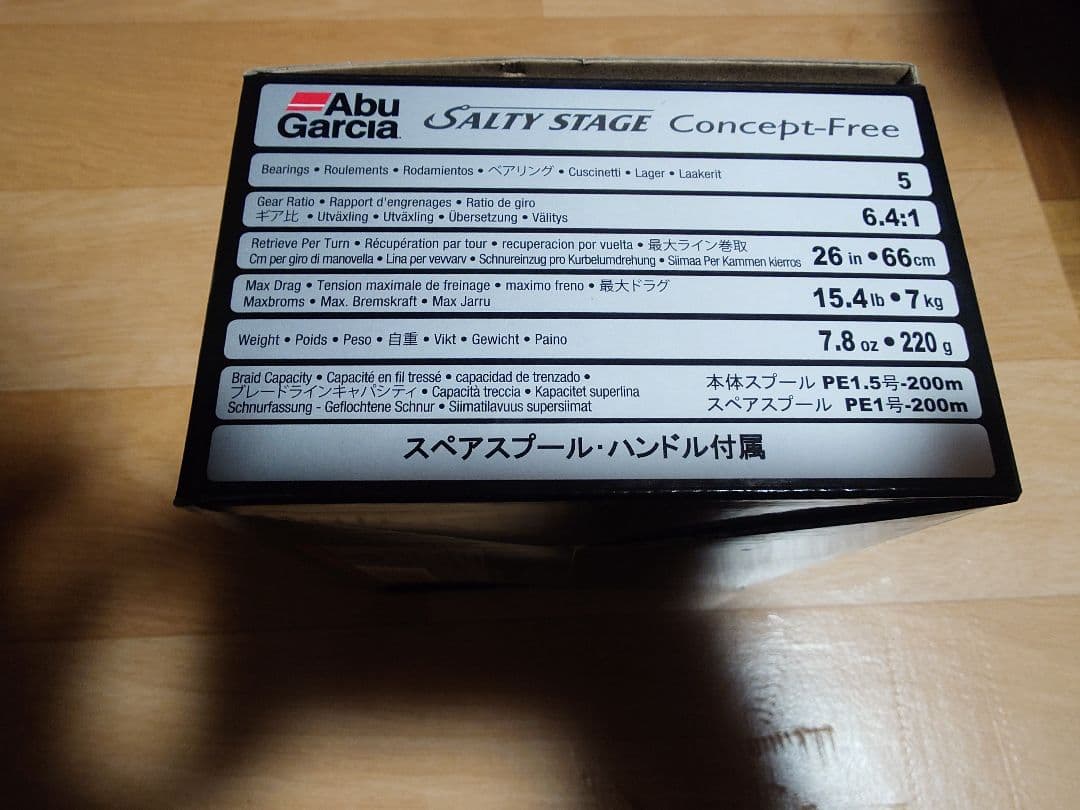 Abu Garcia SALTY STAGE Concept-Free
Bearings • Roulements • Rodamientos • ベアリング • Cuscinetti • Lager • Laakerit 5
Gear Ratio • Rapport d'engrenages • Ratio de giro
ギア比 • Utväxling • Utväxling • Übersetzung • Välitys 6.4:1
Retrieve Per Turn • Récupération par tour • recuperacion por vuelta • 最大ライン巻取
Cm per giro di manovella • Lina per vevvarv • Schnureinzug pro Kurbelumdrehung • Siimaa Per Kammen kierros 26 in • 66cm
Max Drag • Tension maximale de freinage • maximo freno • 最大ドラグ
Maxbroms • Max. Bremskraft • Max Jarru 15.4lb • 7 kg
Weight • Poids • Peso • 自重 • Vikt • Gewicht • Paino 7.8 oz • 220 g
Braid Capacity • Capacité en fil tressé • capacidad de trenzado •
ブレードラインキャパシティ • Capacità treccia • Kapacitet superlina
Schnurfassung - Geflochtene Schnur • Siimatilavuus supersiimat
本体スプール PE1.5号-200m
スペアスプール PE1号-200m
スペアスプール・ハンドル付属